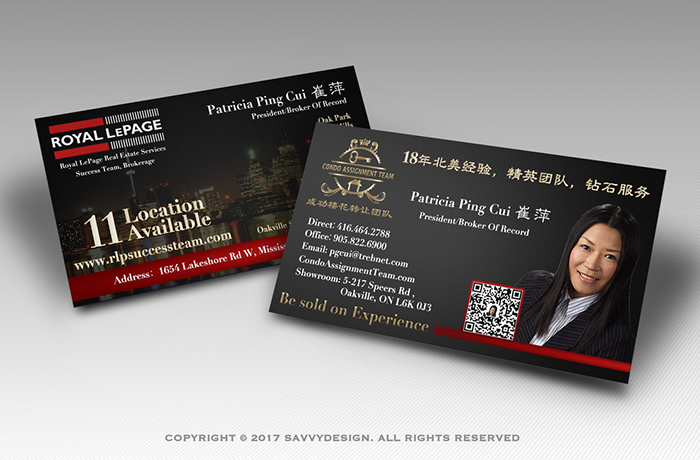 ROYAL LEPAGE
Royal LePage Real Estate Services
Success Team, Brokerage
Patricia Ping Cui 崔萍
President/Broker Of Record
Oak Park
11 Location
Available
Oakville
www.rlpsuccessteam.com
Address: 1654 Lakeshore Rd W,
CONDO ASSIGNMENT TEAM
成功楼花转让团队
18年北美经验，精英团队，钻石服务
Patricia Ping Cui 崔萍
President/Broker Of Record
Direct: 416.464.2788
Office: 905.822.6900
Email: pgcui@trebnet.com
CondoAssignmentTeam.com
Showroom: 5-217 Speers Rd ,
Oakville, ON L6K 0J3
Be sold on Experience
COPYRIGHT © 2017 SAVVYDESIGN. ALL RIGHTS RESERVED